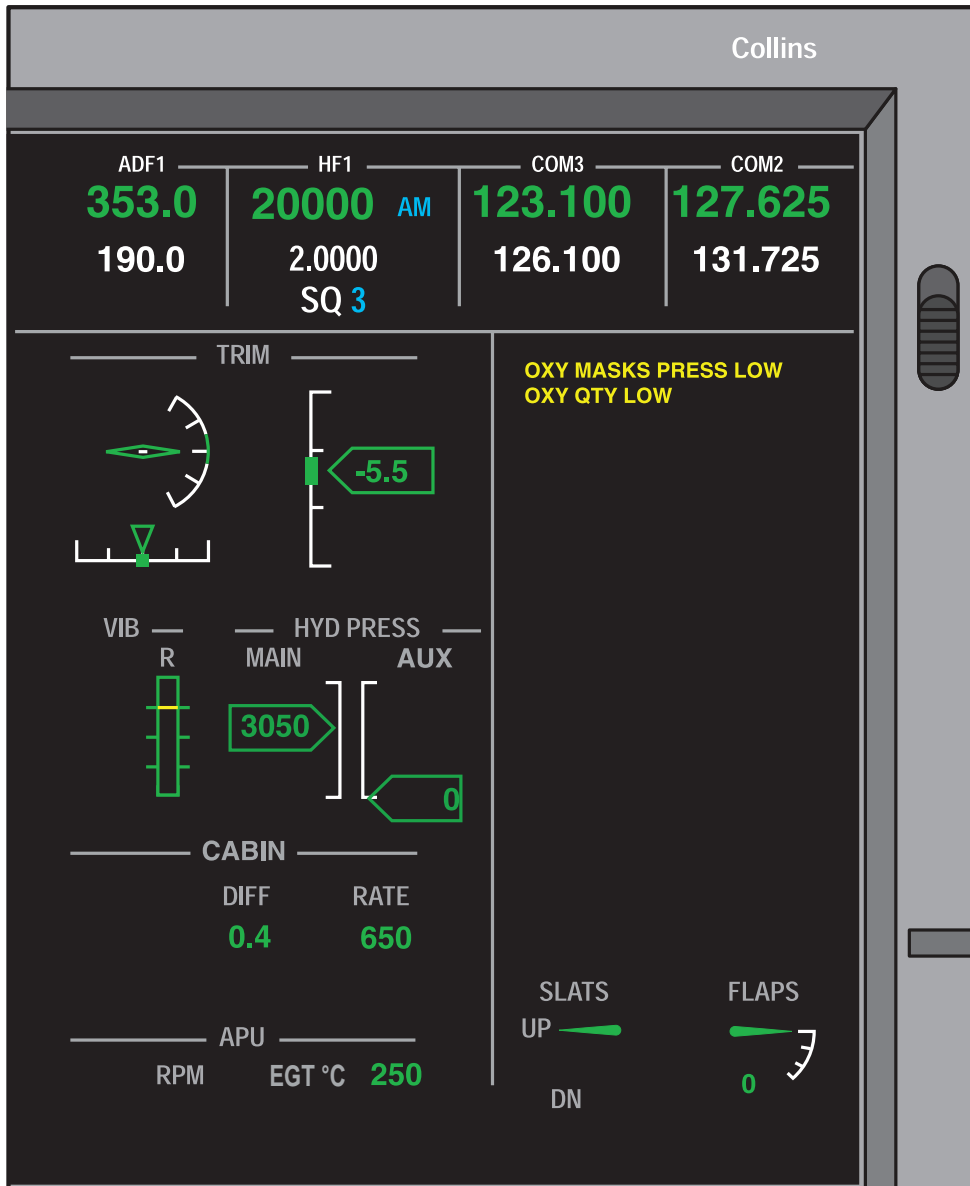 Collins
ADF1 HF1 COM3 COM2
353.0 20000 AM 123.100 127.625
190.0 2.0000 126.100 131.725
SQ 3
TRIM
OXY MASKS PRESS LOW
OXY QTY LOW
-5.5
VIB HYD PRESS
R MAIN AUX
3050
0
CABIN
DIFF RATE
0.4 650
SLATS FLAPS
UP
APU
RPM EGT °C 250
0
DN